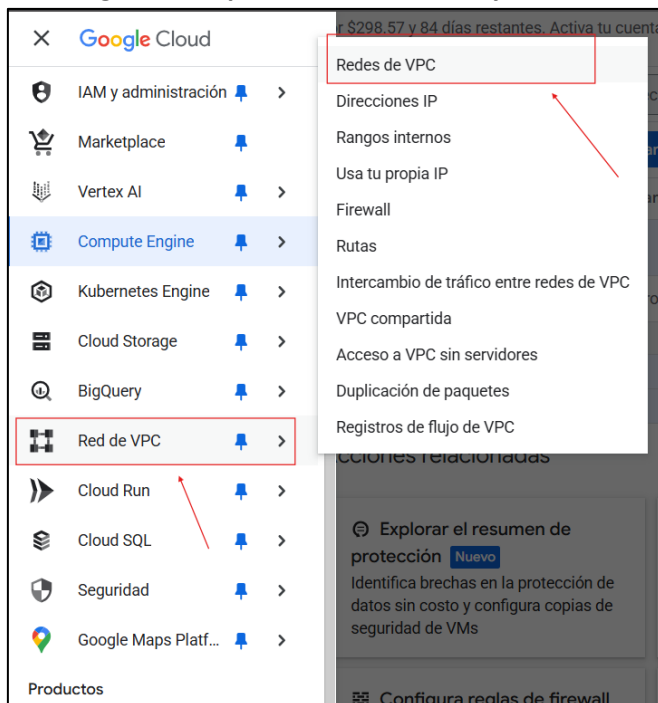 Google Cloud
IAM y administración
Marketplace
Vertex AI
Compute Engine
Kubernetes Engine
Cloud Storage
BigQuery
Red de VPC
Cloud Run
Cloud SQL
Seguridad
Google Maps Platf...
Productos
$298.57 y 84 días restantes. Activa tu
Redes de VPC
Direcciones IP
Rangos internos
Usa tu propia IP
Firewall
Rutas
Intercambio de tráfico entre redes de VPC
VPC compartida
Acceso a VPC sin servidores
Duplicación de paquetes
Registros de flujo de VPC
relacionadas
Explorar el resumen de
protección Nuevo
Identifica brechas en la protección de
datos sin costo y configura copias de
seguridad de VMs
Configura reglas de firewall